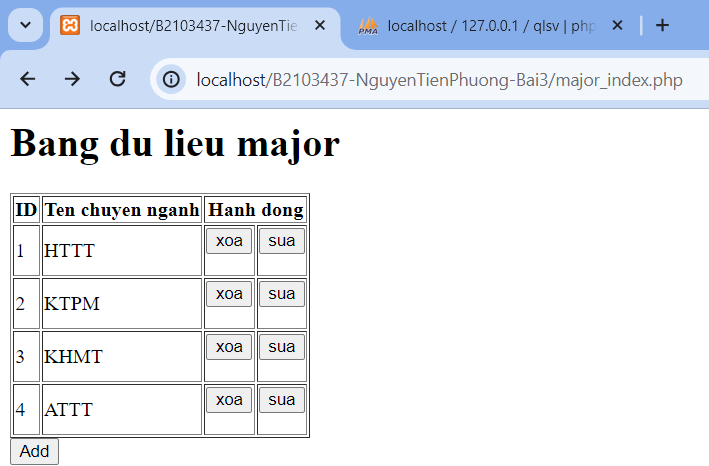 localhost/B2103437-NguyenTie
PMA
localhost / 127.0.0.1 / qlsv | php
localhost/B2103437-NguyenTienPhuong-Bai3/major_index.php
Bang du lieu major
ID Ten chuyen nganh Hanh dong
1 HTTT xoa sua
2 KTPM xoa sua
3 KHMT xoa sua
4 ATTT xoa sua
Add